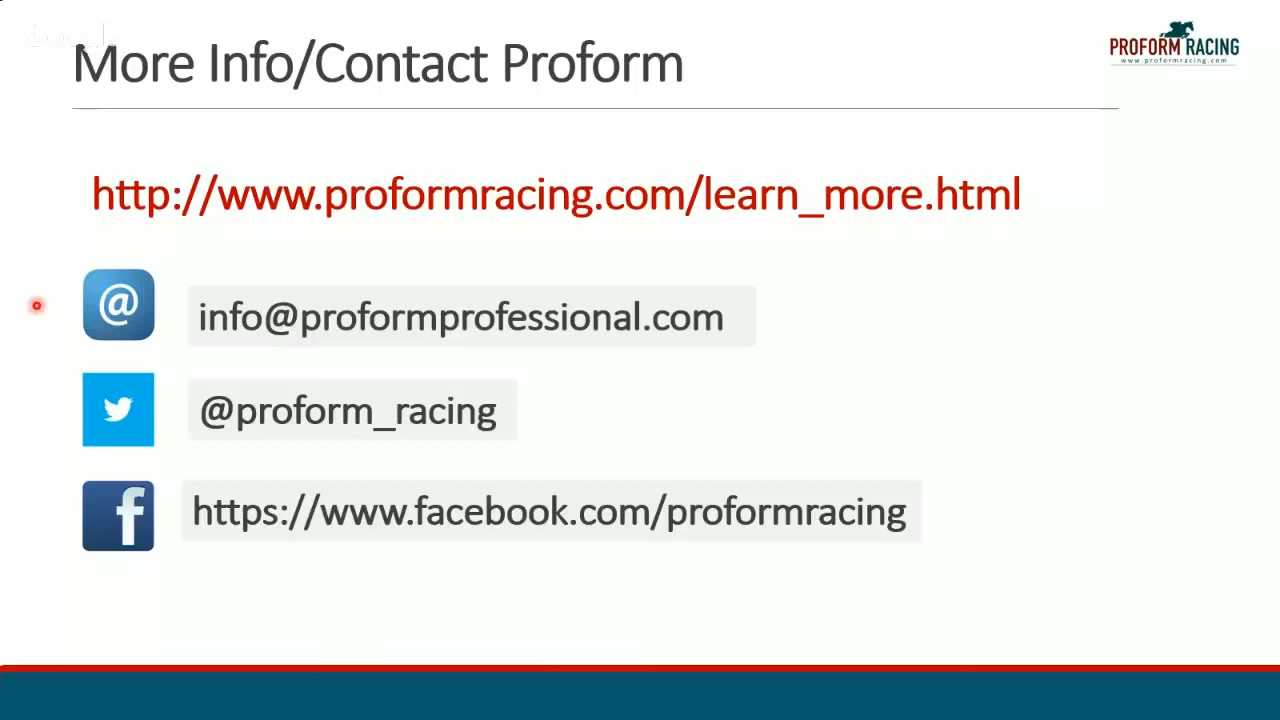 More Info/Contact Proform
PROFORM RACING
www.proformracing.com
http://www.proformracing.com/learn_more.html
@
info@proformprofessional.com
@proform_racing
f
https://www.facebook.com/proformracing